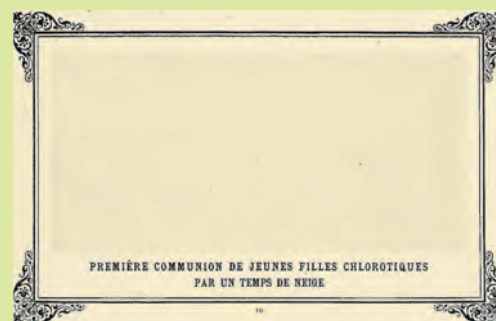 PREMIÈRE COMMUNION DE JEUNES FILLES CHLOROTIQUES
PAR UN TEMPS DE NEIGE